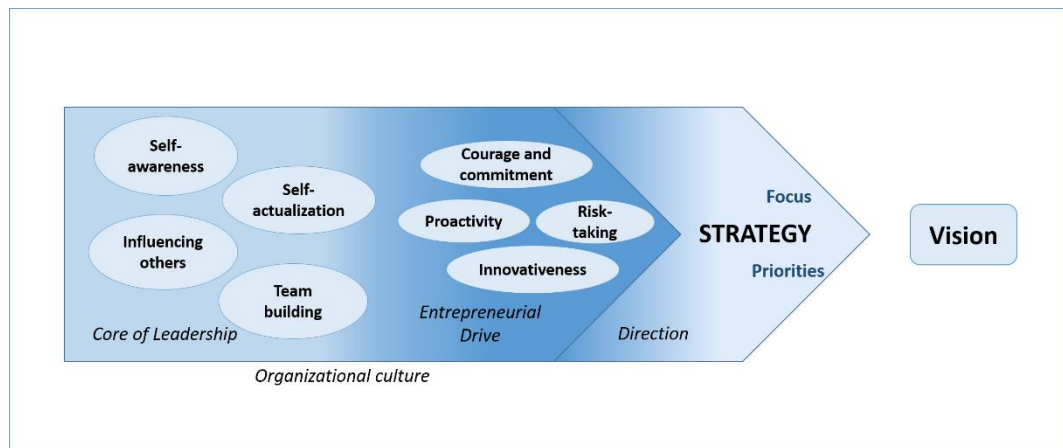 Self-
awareness
Self-
actualization
Influencing
others
Team
building
Core of Leadership
Courage and
commitment
Proactivity
Risk-
taking
Innovativeness
Entrepreneurial
Drive
Focus
STRATEGY
Priorities
Direction
Vision
Organizational culture